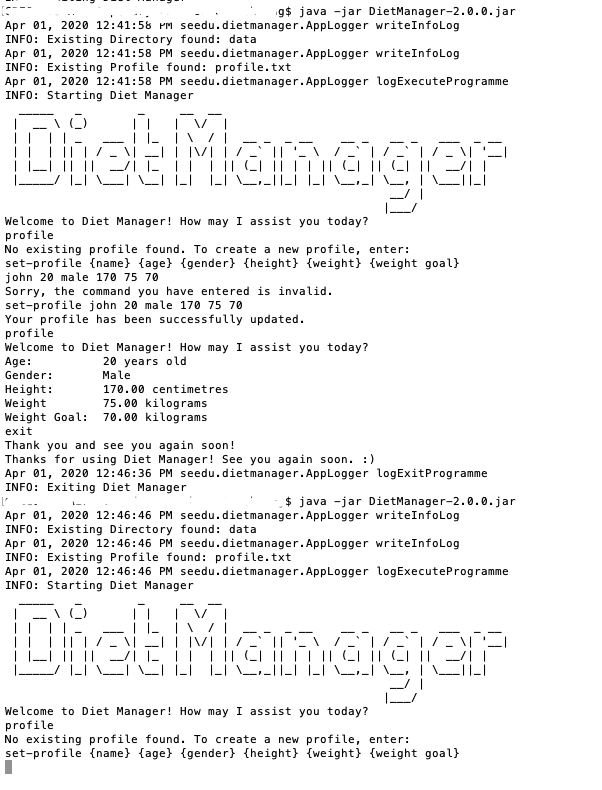 $ java -jar DietManager-2.0.0.jar
Apr 01, 2020 12:41:58 PM seedu.dietmanager.AppLogger writeInfoLog
INFO: Existing Directory found: data
Apr 01, 2020 12:41:58 PM seedu.dietmanager.AppLogger writeInfoLog
INFO: Existing Profile found: profile.txt
Apr 01, 2020 12:41:58 PM seedu.dietmanager.AppLogger logExecuteProgramme
INFO: Starting Diet Manager
Diet Manager
Welcome to Diet Manager! How may I assist you today?
profile
No existing profile found. To create a new profile, enter:
set-profile {name} {age} {gender} {height} {weight} {weight goal}
john 20 male 170 75 70
Sorry, the command you have entered is invalid.
set-profile john 20 male 170 75 70
Your profile has been successfully updated.
profile
Welcome to Diet Manager! How may I assist you today?
Age: 20 years old
Gender: Male
Height: 170.00 centimetres
Weight 75.00 kilograms
Weight Goal: 70.00 kilograms
exit
Thank you and see you again soon!
Thanks for using Diet Manager! See you again soon. :)
Apr 01, 2020 12:46:36 PM seedu.dietmanager.AppLogger logExitProgramme
INFO: Exiting Diet Manager
$ java -jar DietManager-2.0.0.jar
Apr 01, 2020 12:46:46 PM seedu.dietmanager.AppLogger writeInfoLog
INFO: Existing Directory found: data
Apr 01, 2020 12:46:46 PM seedu.dietmanager.AppLogger writeInfoLog
INFO: Existing Profile found: profile.txt
Apr 01, 2020 12:46:46 PM seedu.dietmanager.AppLogger logExecuteProgramme
INFO: Starting Diet Manager
Diet Manager
Welcome to Diet Manager! How may I assist you today?
profile
No existing profile found. To create a new profile, enter:
set-profile {name} {age} {gender} {height} {weight} {weight goal}